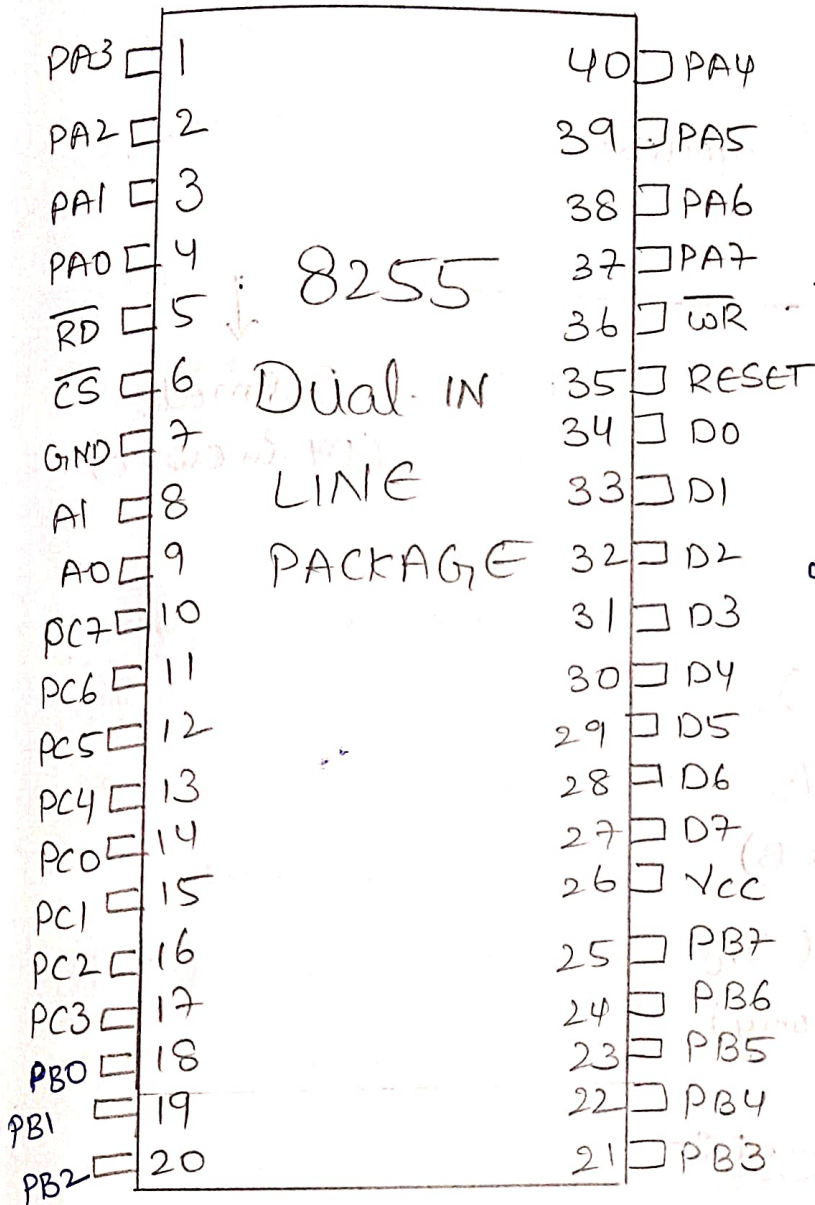 PA3 1 40 PA4
PA2 2 39 PA5
PA1 3 38 PA6
PA0 4 8255 37 PA7
R̅D̅ 5 36 W̅R̅
C̅S̅ 6 Dual IN 35 RESET
GND 7 34 D0
A1 8 LINE 33 D1
A0 9 PACKAGE 32 D2
PC7 10 31 D3
PC6 11 30 D4
PC5 12 29 D5
PC4 13 28 D6
PC0 14 27 D7
PC1 15 26 Vcc
PC2 16 25 PB7
PC3 17 24 PB6
PB0 18 23 PB5
PB1 19 22 PB4
PB2 20 21 PB3